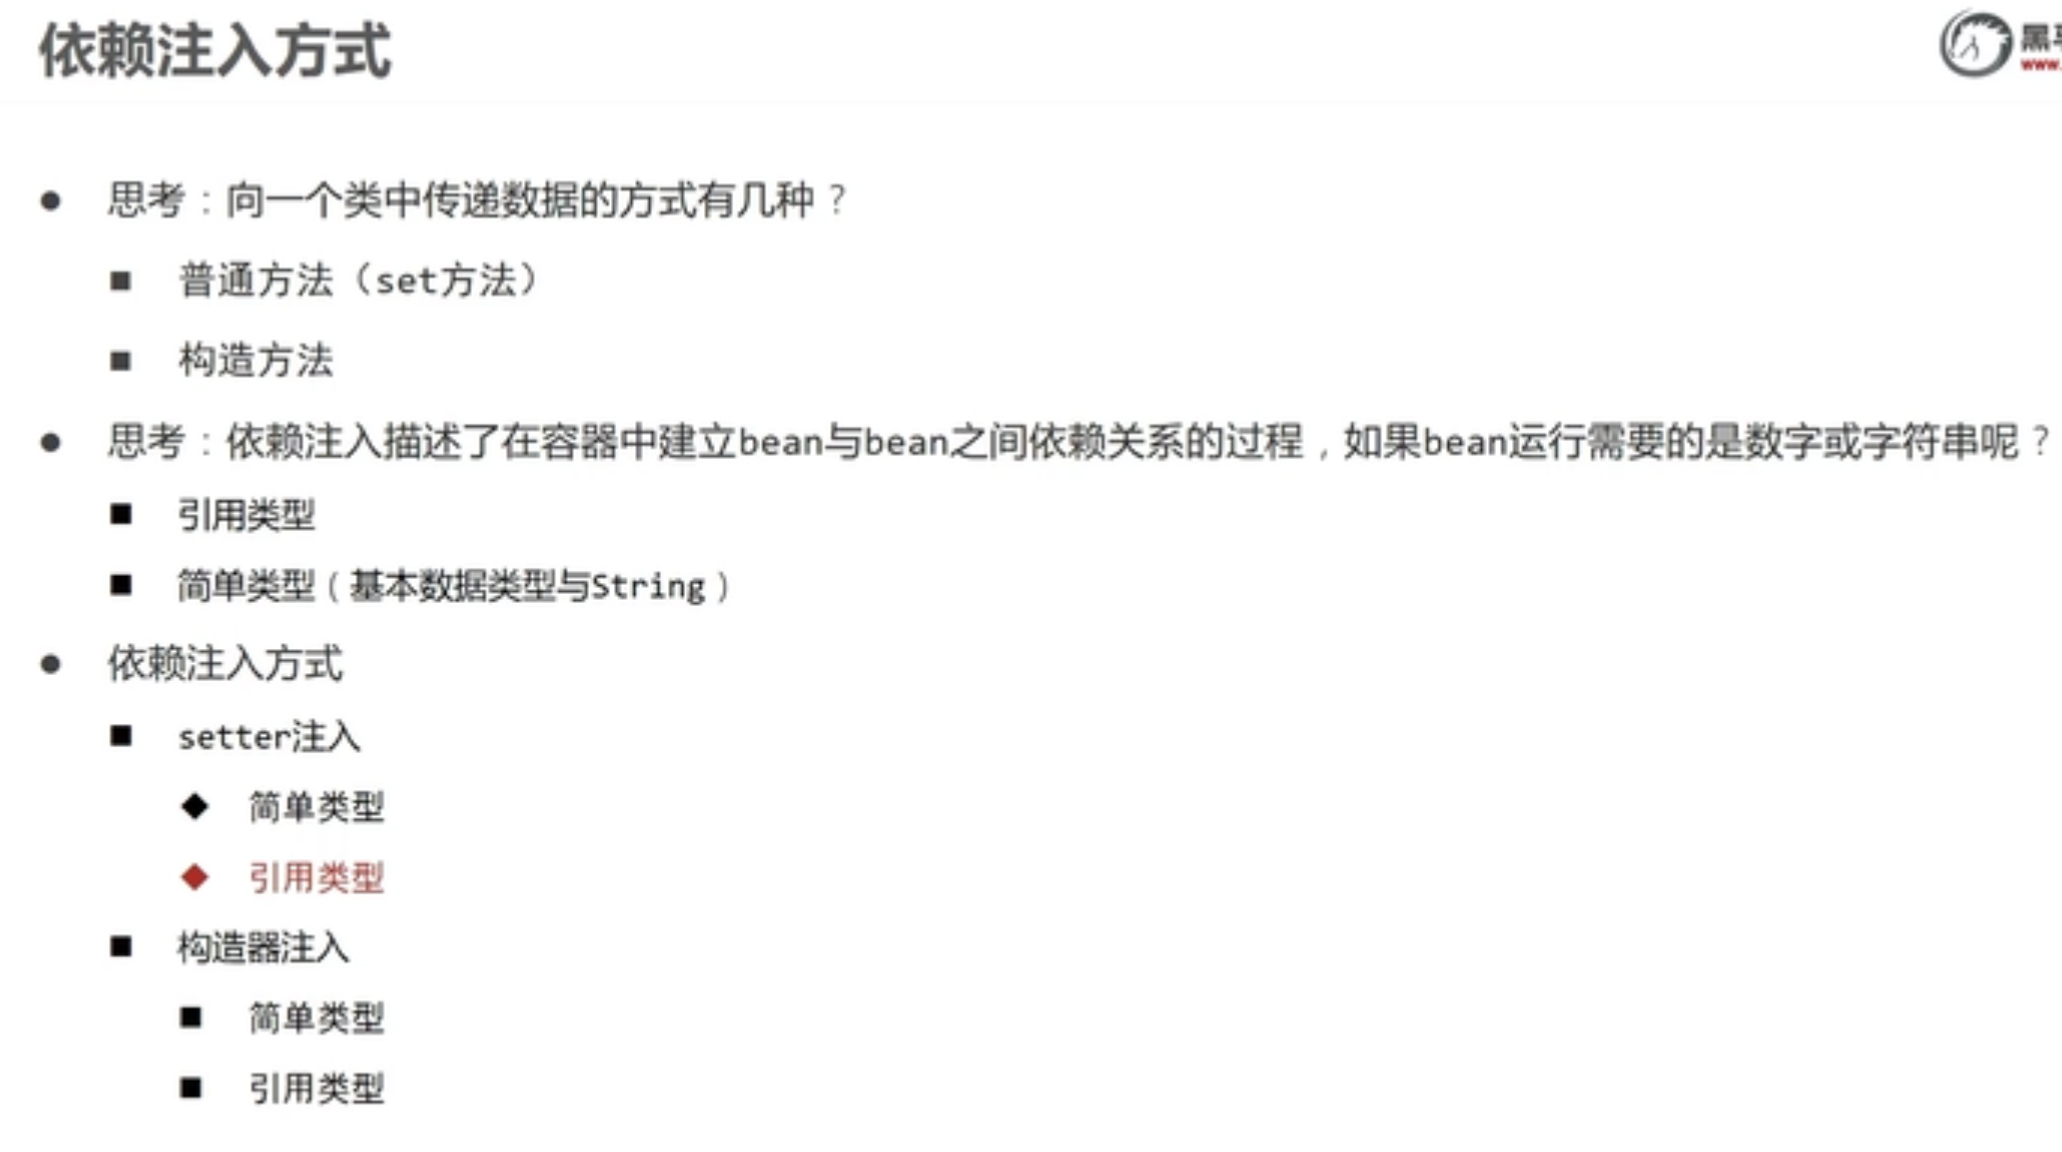 依赖注入方式
黑
www.
思考：向一个类中传递数据的方式有几种？
普通方法（set方法）
构造方法
思考：依赖注入描述了在容器中建立bean与bean之间依赖关系的过程，如果bean运行需要的是数字或字符串呢？
引用类型
简单类型（基本数据类型与String）
依赖注入方式
setter注入
简单类型
引用类型
构造器注入
简单类型
引用类型